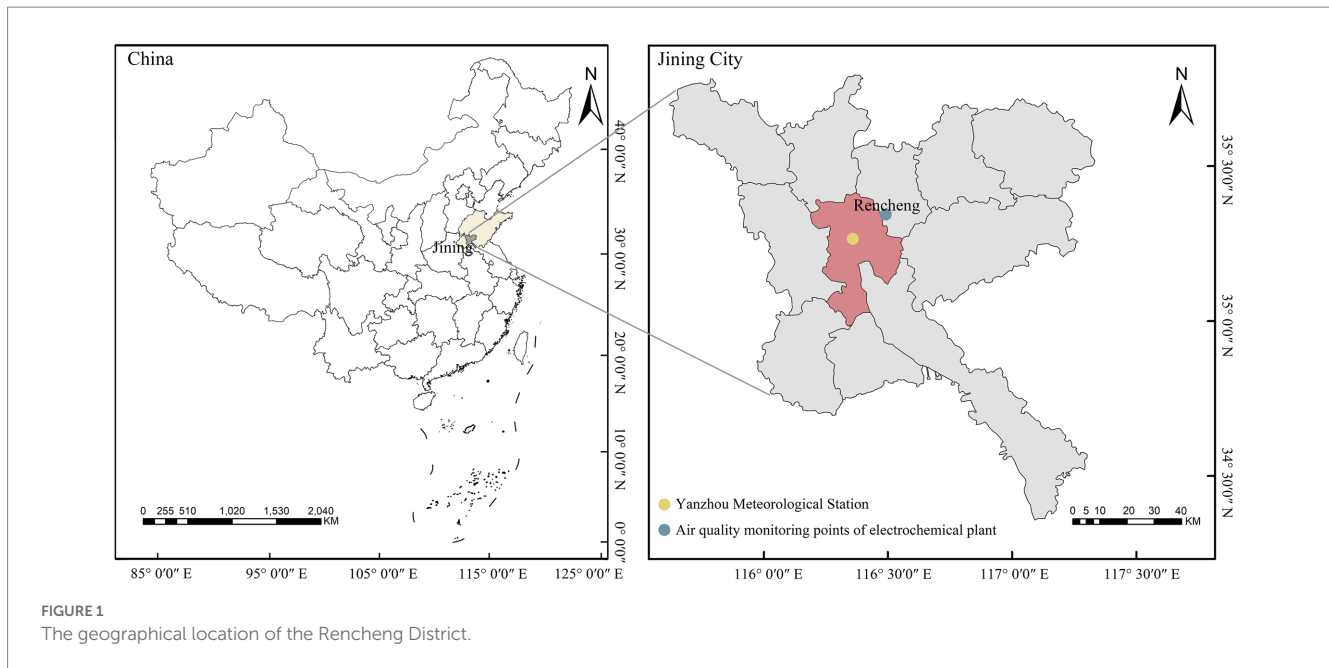 China
N
40° 0'0″ N
30° 0'0″ N
20° 0'0″ N
10° 0'0″ N
0° 0'0″
Jining
0 255 510 1,020 1,530 2,040
KM
85° 0'0″ E 95° 0'0″ E 105° 0'0″ E 115° 0'0″ E 125° 0'0″ E
Jining City
N
35° 30'0″ N
35° 0'0″ N
34° 30'0″ N
Rencheng
Yanzhou Meteorological Station
Air quality monitoring points of electrochemical plant
0 5 10 20 30 40
KM
116° 0'0″ E 116° 30'0″ E 117° 0'0″ E 117° 30'0″ E
FIGURE 1
The geographical location of the Rencheng District.